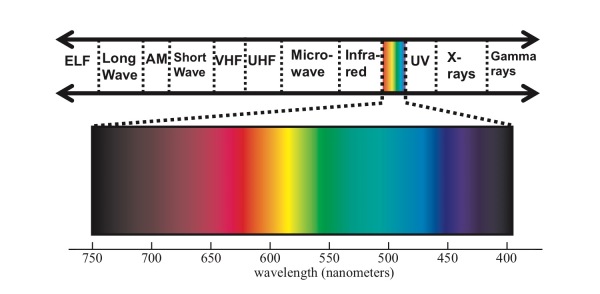 ELF
Long
Wave
AM
Short
Wave
VHF
UHF
Micro-
wave
Infra-
red
UV
X-
rays
Gamma
rays
750 700 650 600 550 500 450 400
wavelength (nanometers)